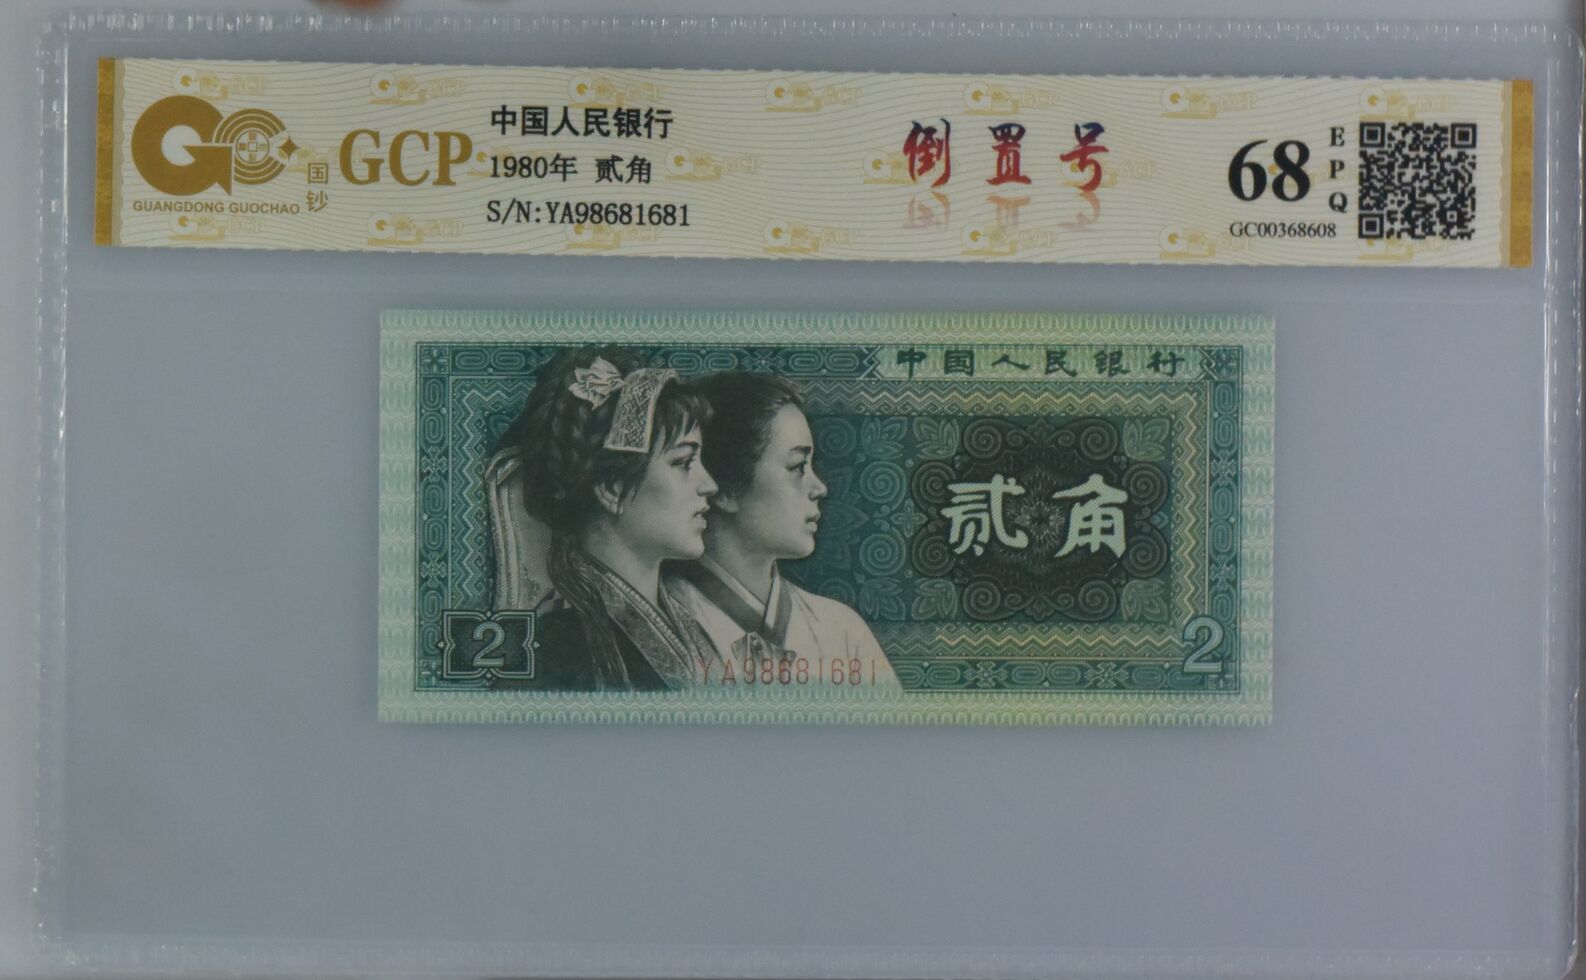 GCP
国钞
GUANGDONG GUOCHAO
中国人民银行
1980年 贰角
S/N:YA98681681
倒置号
68
EPQ
GC00368608
中国人民银行
贰角
2
2
YA98681681